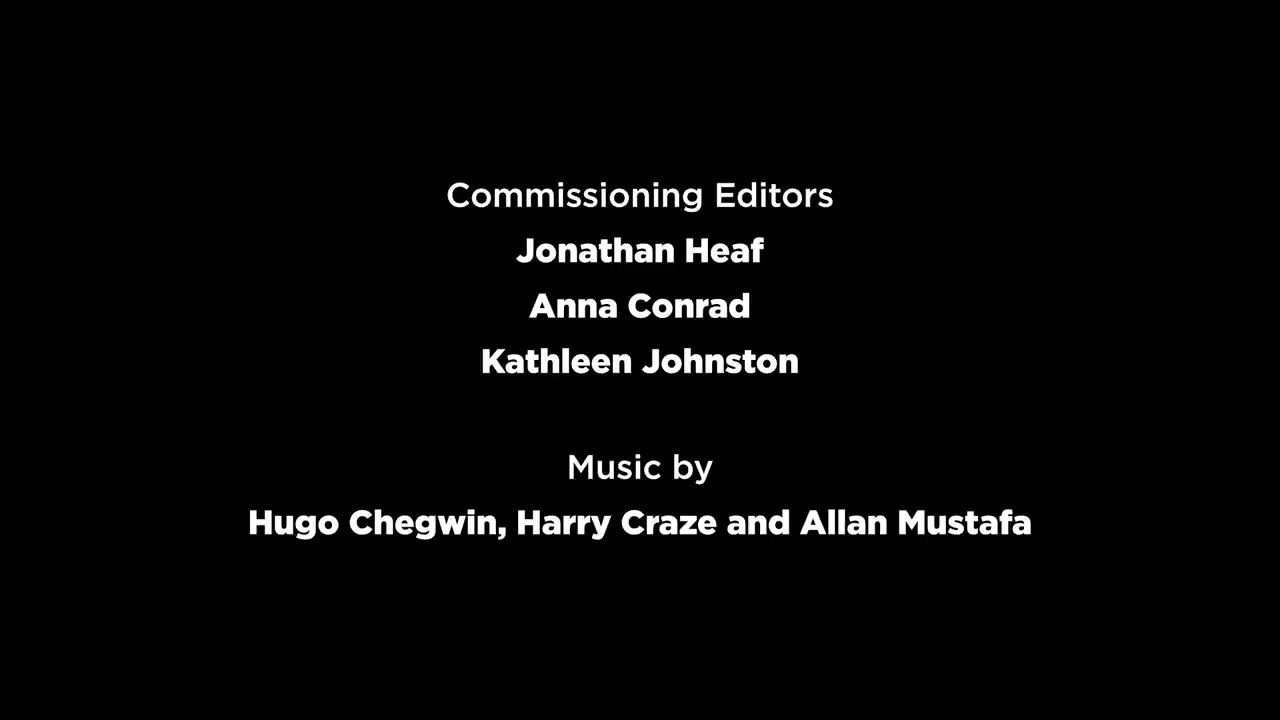 Commissioning Editors
Jonathan Heaf
Anna Conrad
Kathleen Johnston
Music by
Hugo Chegwin, Harry Craze and Allan Mustafa